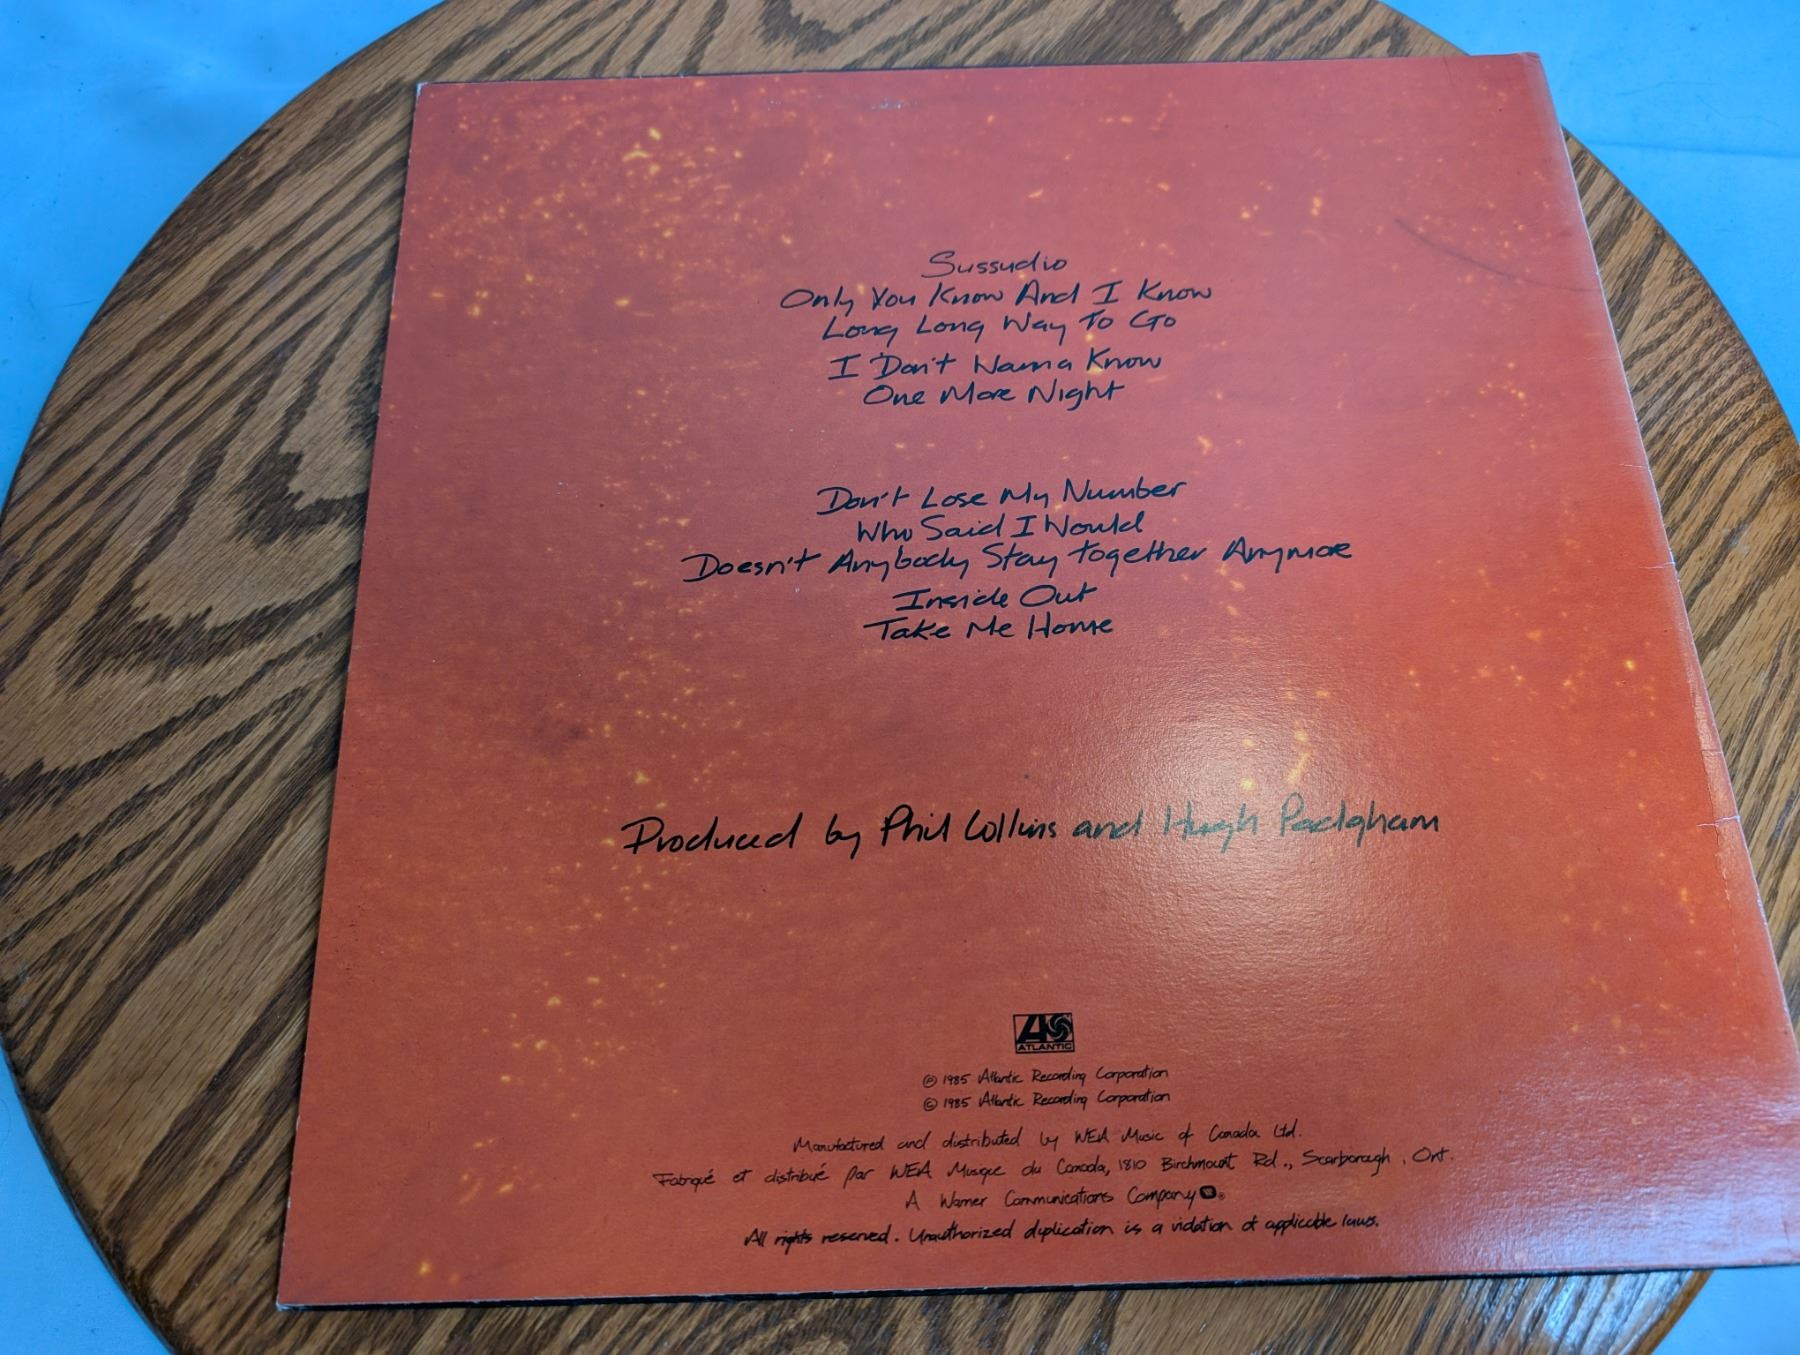 Sussudio
Only You Know And I Know
Long Long Way To Go
I Don't Wanna Know
One More Night
Don't Lose My Number
Who Said I Would
Doesn't Anybody Stay Together Anymore
Inside Out
Take Me Home
Produced by Phil Collins and Hugh Padgham
ATLANTIC
℗ 1985 Atlantic Recording Corporation
© 1985 Atlantic Recording Corporation
Manufactured and distributed by WEA Music of Canada Ltd.
Fabriqué et distribué par WEA Musique du Canada, 1810 Birchmount Rd., Scarborough, Ont.
A Warner Communications Company ®
All rights reserved. Unauthorized duplication is a violation of applicable laws.